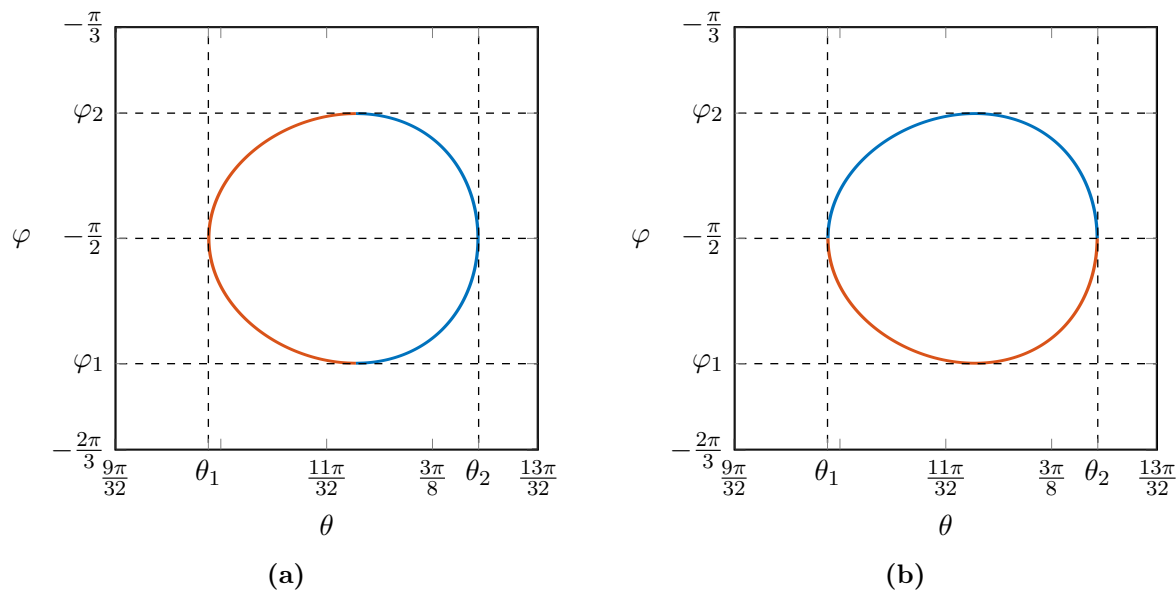 −π/3
φ₂
φ −π/2
φ₁
−2π/3
9π/32 θ₁ 11π/32 3π/8 θ₂ 13π/32
θ
(a)
−π/3
φ₂
φ −π/2
φ₁
−2π/3
9π/32 θ₁ 11π/32 3π/8 θ₂ 13π/32
θ
(b)